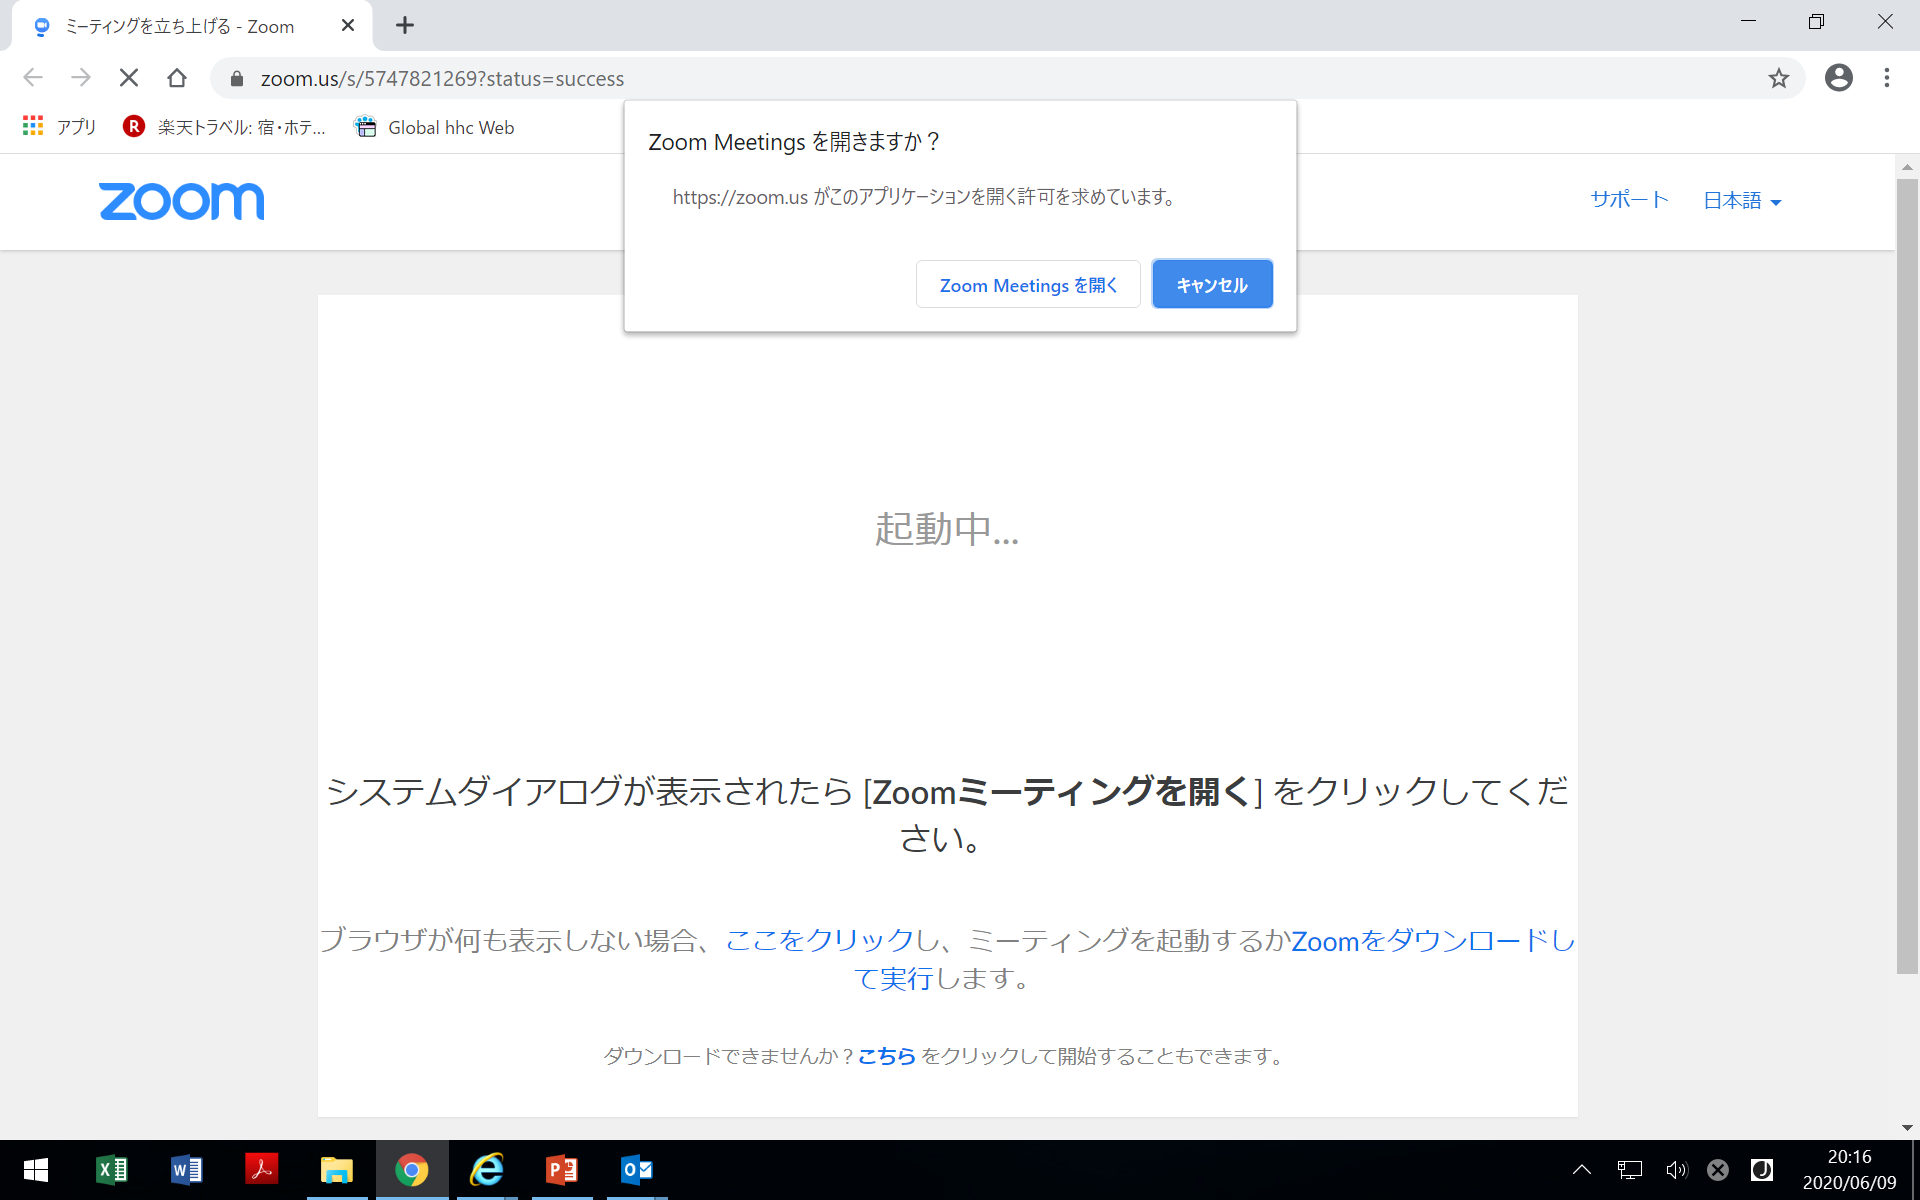 ミーティングを立ち上げる - Zoom
zoom.us/s/5747821269?status=success
アプリ
楽天トラベル: 宿・ホテ...
Global hhc Web
Zoom Meetings を開きますか？
https://zoom.us がこのアプリケーションを開く許可を求めています。
Zoom Meetings を開く
キャンセル
zoom
サポート
日本語
起動中...
システムダイアログが表示されたら [Zoomミーティングを開く] をクリックしてくだ
さい。
ブラウザが何も表示しない場合、ここをクリックし、ミーティングを起動するかZoomをダウンロードし
て実行します。
ダウンロードできませんか？こちら をクリックして開始することもできます。
20:16
2020/06/09